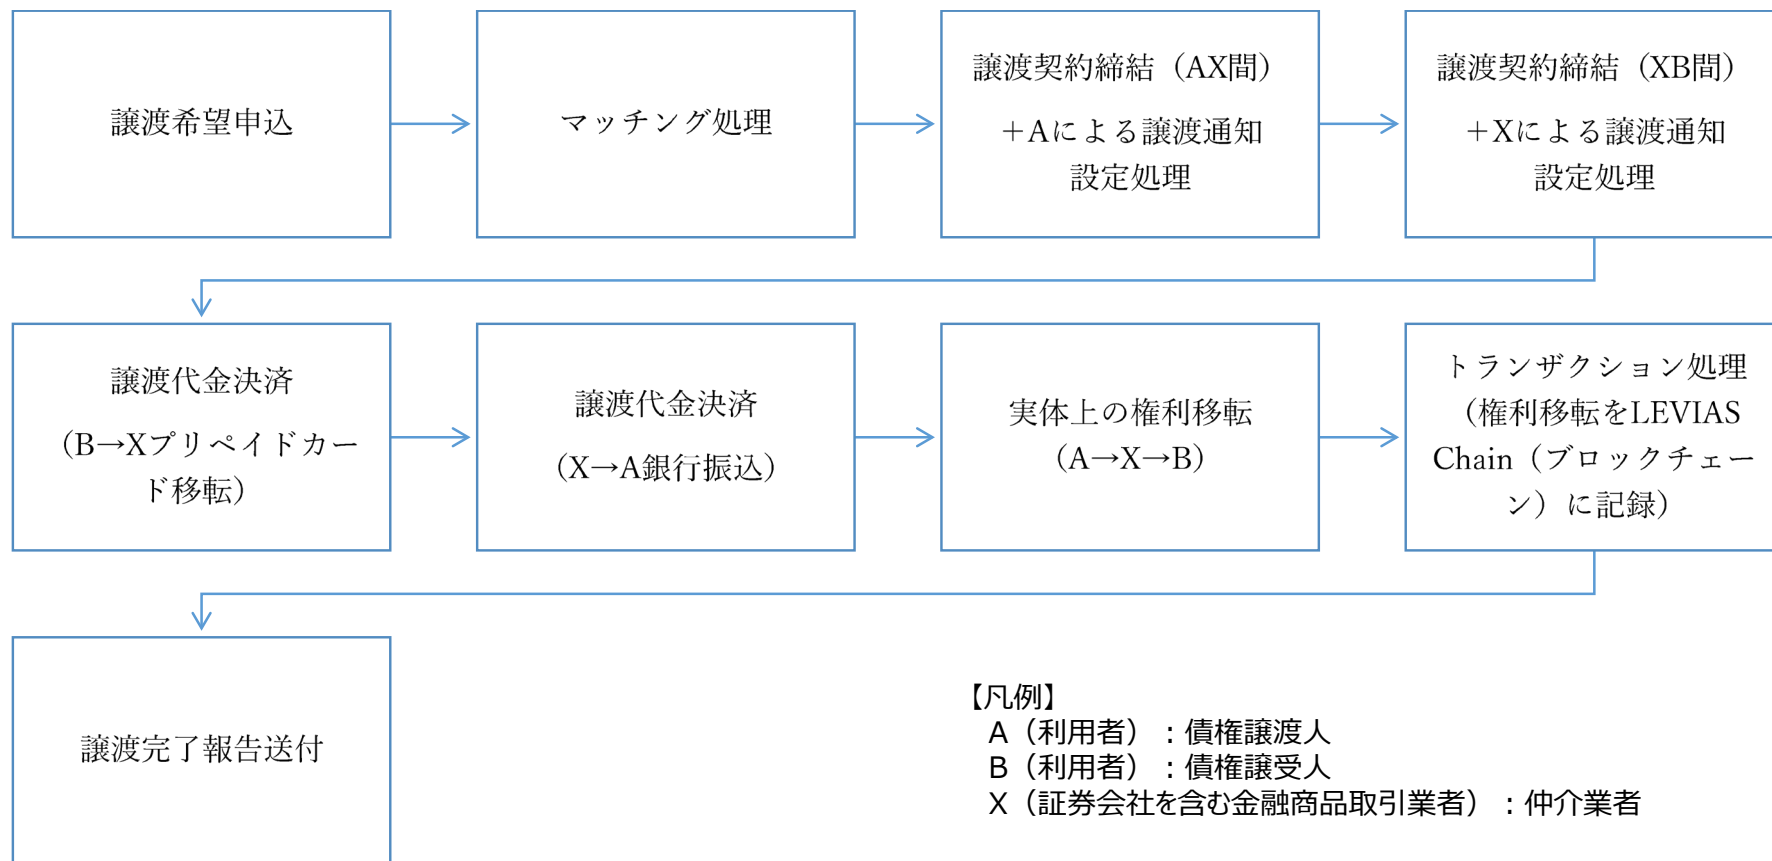 譲渡希望申込
マッチング処理
譲渡契約締結（AX間）
＋Aによる譲渡通知
設定処理
譲渡契約締結（XB間）
＋Xによる譲渡通知
設定処理
譲渡代金決済
（B→Xプリペイドカー
ド移転）
譲渡代金決済
（X→A銀行振込）
実体上の権利移転
（A→X→B）
トランザクション処理
（権利移転をLEVIAS
Chain（ブロックチェー
ン）に記録）
譲渡完了報告送付
【凡例】
A（利用者）：債権譲渡人
B（利用者）：債権譲受人
X（証券会社を含む金融商品取引業者）：仲介業者